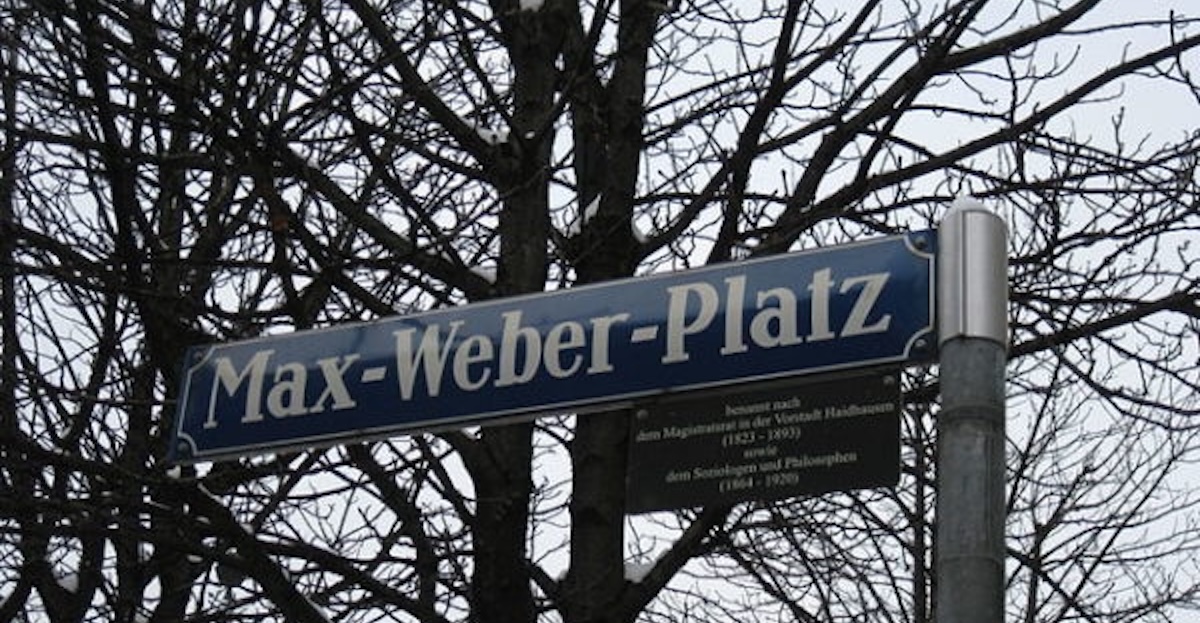 Max-Weber-Platz
benannt nach
dem Magistratsrat in der Vorstadt Haidhausen
(1823 - 1893)
sowie
dem Soziologen und Philosophen
(1864 - 1920)